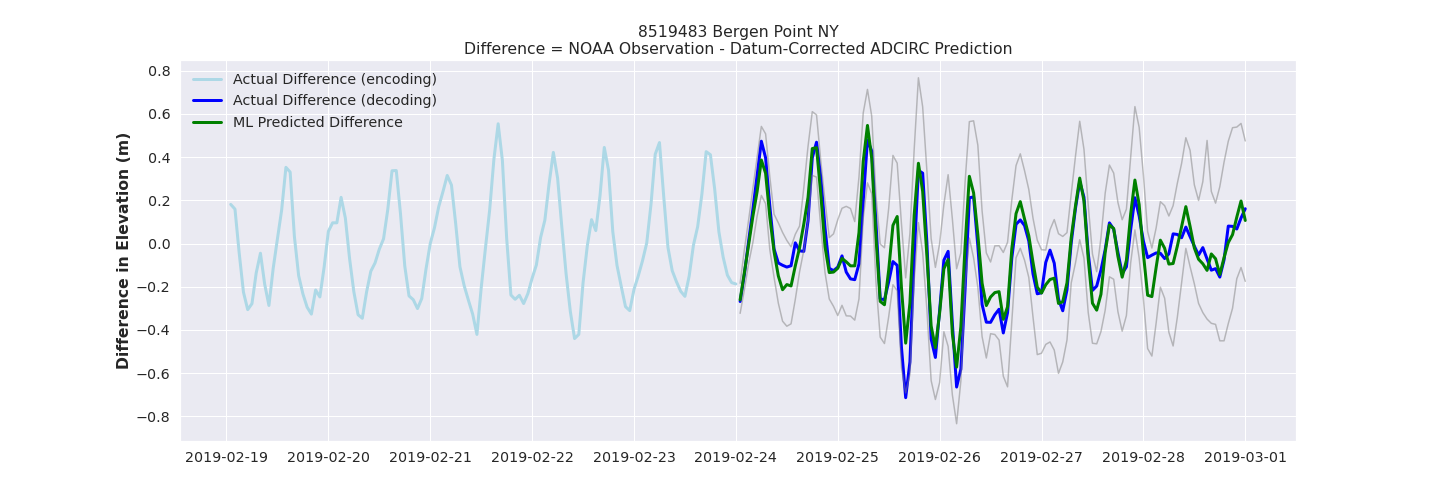 8519483 Bergen Point NY
Difference = NOAA Observation - Datum-Corrected ADCIRC Prediction
Actual Difference (encoding)
Actual Difference (decoding)
ML Predicted Difference
Difference in Elevation (m)
0.8
0.6
0.4
0.2
0.0
−0.2
−0.4
−0.6
−0.8
2019-02-19 2019-02-20 2019-02-21 2019-02-22 2019-02-23 2019-02-24 2019-02-25 2019-02-26 2019-02-27 2019-02-28 2019-03-01